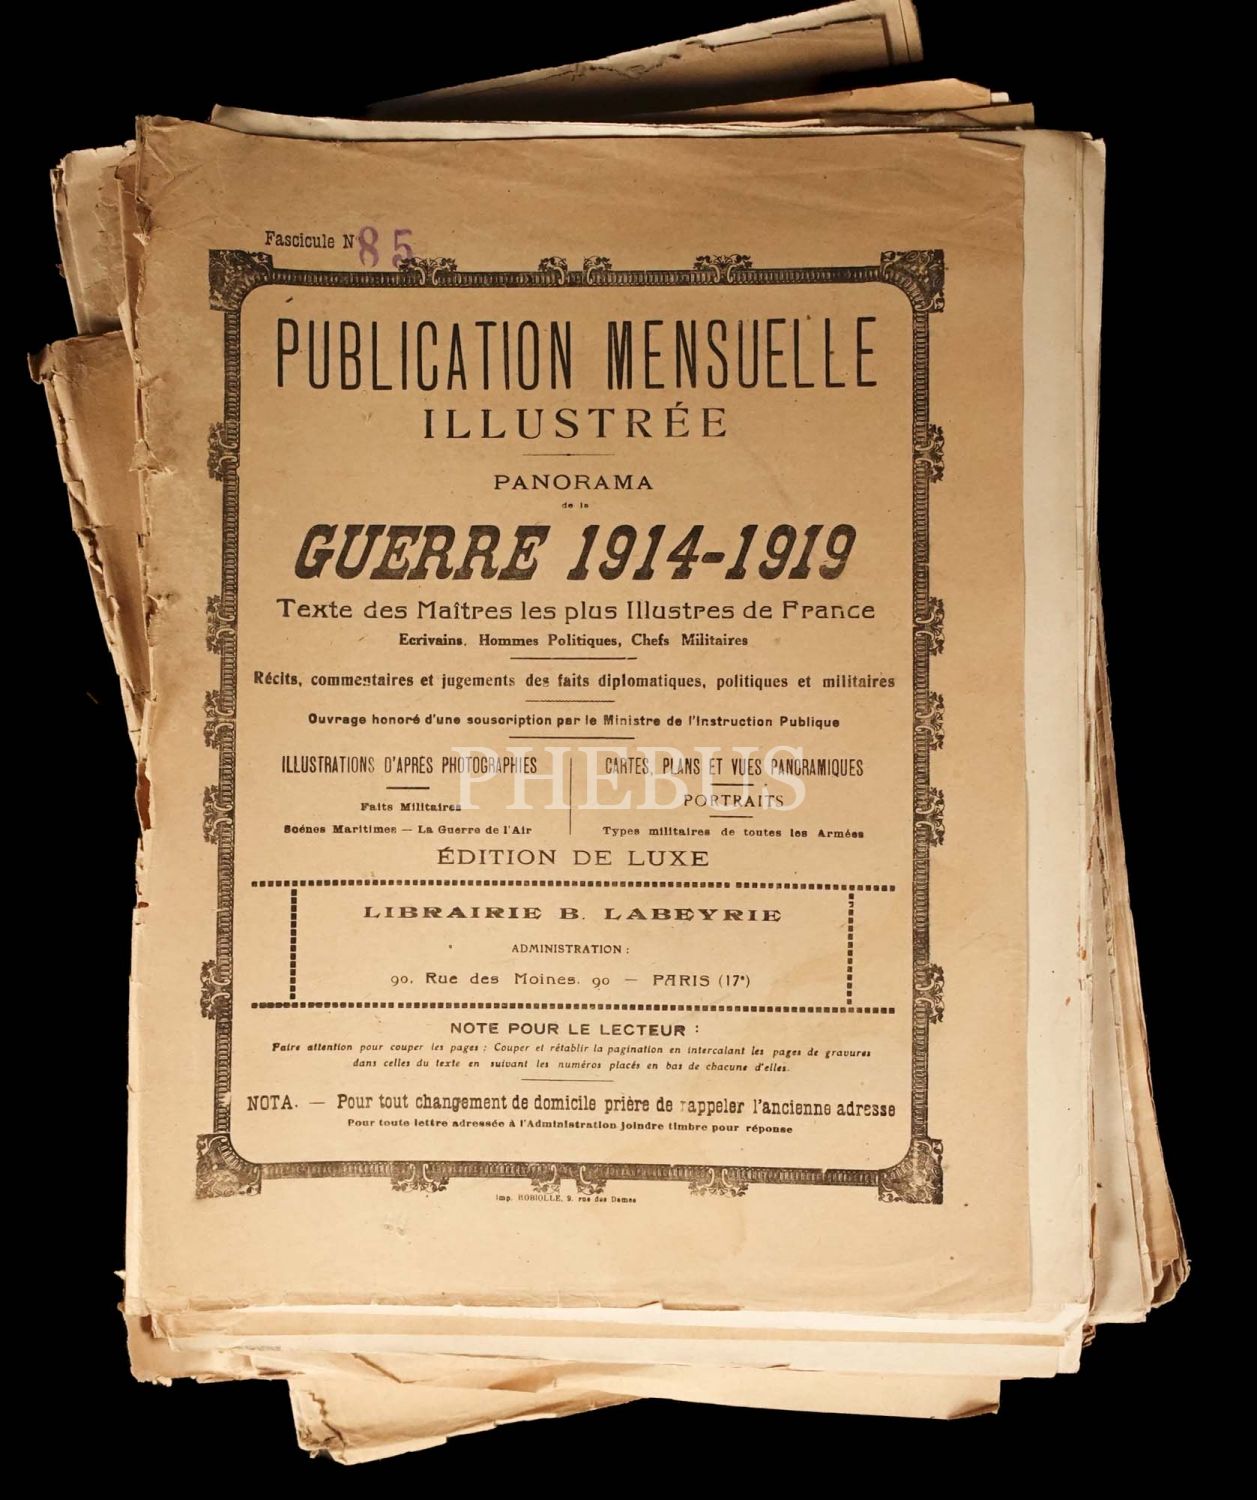 Fascicule N 85
PUBLICATION MENSUELLE
ILLUSTRÉE
PANORAMA
de la
GUERRE 1914-1919
Texte des Maîtres les plus Illustres de France
Ecrivains. Hommes Politiques, Chefs Militaires
Récits, commentaires et jugements des faits diplomatiques, politiques et militaires
Ouvrage honoré d'une souscription par le Ministre de l'Instruction Publique
ILLUSTRATIONS D'APRÈS PHOTOGRAPHIES
Faits Militaires
Scénes Maritimes — La Guerre de l'Air
CARTES, PLANS ET VUES PANORAMIQUES
PORTRAITS
Types militaires de toutes les Armées
PHEBUS
ÉDITION DE LUXE
LIBRAIRIE B. LABEYRIE
ADMINISTRATION :
90, Rue des Moines. 90 — PARIS (17e)
NOTE POUR LE LECTEUR :
Faire attention pour couper les pages : Couper et rétablir la pagination en intercalant les pages de gravures
dans celles du texte en suivant les numéros placés en bas de chacune d'elles.
NOTA. — Pour tout changement de domicile prière de rappeler l'ancienne adresse
Pour toute lettre adressée à l'Administration joindre timbre pour réponse
Imp. ROBIOLLE, 9. rue des Dames